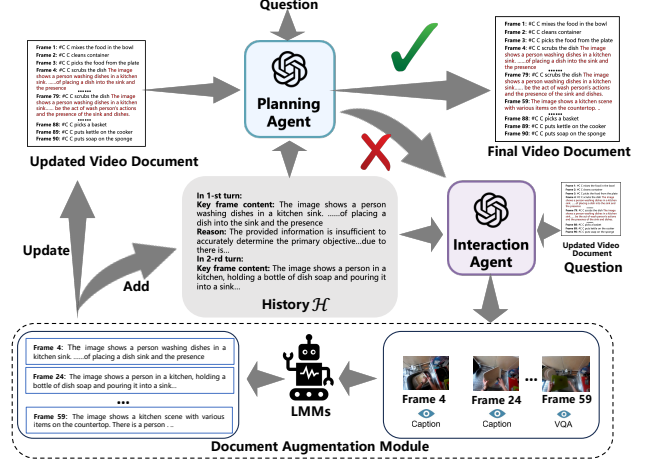 Question
Frame 1: #C C mixes the food in the bowl
Frame 2: #C C cleans container
Frame 3: #C C picks the food from the plate
Frame 4: #C C scrubs the dish The image
shows a person washing dishes in a kitchen
sink. ......of placing a dish into the sink and
the presence
......
Frame 79: #C C scrubs the dish The image
shows a person washing dishes in a kitchen
sink..... be the act of wash person's actions
and the presence of the sink and dishes.
......
Frame 88: #C C picks a basket
Frame 89: #C C puts kettle on the cooker
Frame 90: #C C puts soap on the sponge
Updated Video Document
Planning
Agent
Frame 1: #C C mixes the food in the bowl
Frame 2: #C C cleans container
Frame 3: #C C picks the food from the plate
Frame 4: #C C scrubs the dish The image
shows a person washing dishes in a kitchen
sink. ......of placing a dish into the sink and
the presence
......
Frame 79: #C C scrubs the dish The image
shows a person washing dishes in a kitchen
sink..... be the act of wash person's actions
and the presence of the sink and dishes.
Frame 59: The image shows a kitchen scene
with various items on the countertop. ..
......
Frame 88: #C C picks a basket
Frame 89: #C C puts kettle on the cooker
Frame 90: #C C puts soap on the sponge
Final Video Document
In 1-st turn:
Key frame content: The image shows a person
washing dishes in a kitchen sink. ......of placing
a dish into the sink and the presence
Reason: The provided information is insufficient to
accurately determine the primary objective...due to
there is...
In 2-rd turn:
Key frame content: The image shows a person in a
kitchen, holding a bottle of dish soap and pouring it
into a sink...
History ℋ
Interaction
Agent
Updated Video
Document
Question
Update
Add
Frame 4: The image shows a person washing dishes in a
kitchen sink. ......of placing a dish sink and the presence
Frame 24: The image shows a person in a kitchen, holding a
bottle of dish soap and pouring it into a sink...
...
Frame 59: The image shows a kitchen scene with various
items on the countertop. There is a person ...
LMMs
...
Frame 4
Frame 24
Frame 59
Caption
Caption
VQA
Document Augmentation Module